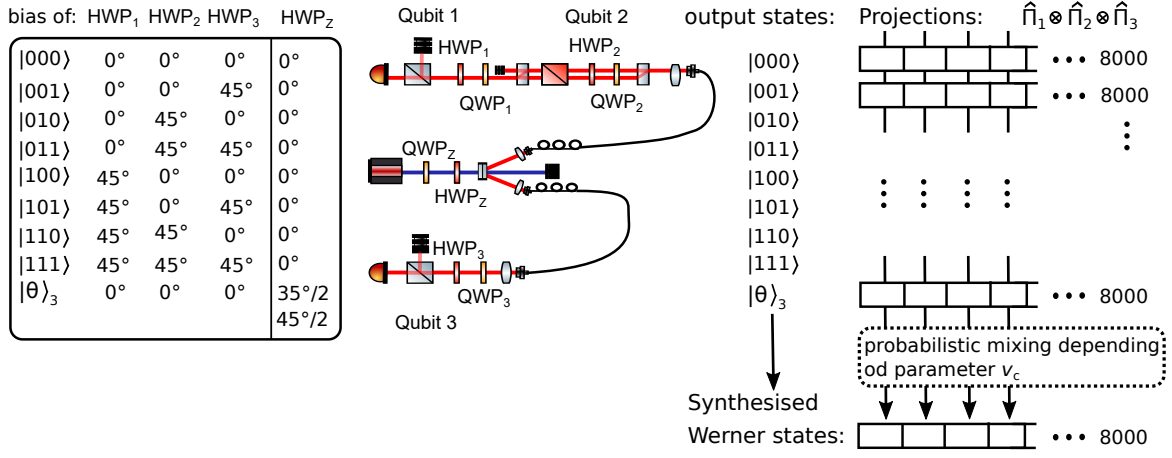 bias of: HWP₁ HWP₂ HWP₃ HWP_Z
|000⟩ 0° 0° 0° 0°
|001⟩ 0° 0° 45° 0°
|010⟩ 0° 45° 0° 0°
|011⟩ 0° 45° 45° 0°
|100⟩ 45° 0° 0° 0°
|101⟩ 45° 0° 45° 0°
|110⟩ 45° 45° 0° 0°
|111⟩ 45° 45° 45° 0°
|θ⟩₃ 0° 0° 0° 35°/2
45°/2
Qubit 1 Qubit 2
HWP₁ HWP₂
QWP₁ QWP₂
QWP_Z
HWP_Z
HWP₃
QWP₃
Qubit 3
output states:
|000⟩
|001⟩
|010⟩
|011⟩
|100⟩
|101⟩
|110⟩
|111⟩
|θ⟩₃
Synthesised
Werner states:
Projections: Π̂₁⊗Π̂₂⊗Π̂₃
••• 8000
••• 8000
••• 8000
probabilistic mixing depending
od parameter v_c
••• 8000